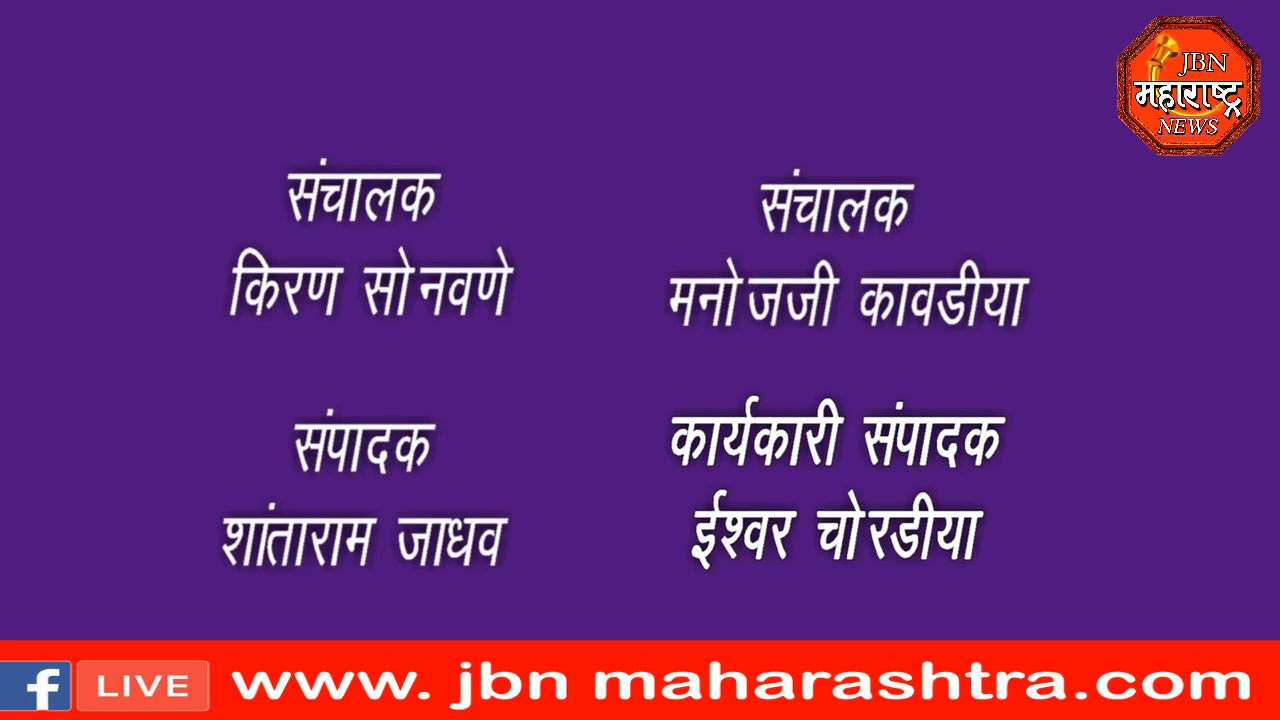 JBN
महाराष्ट्र
NEWS
संचालक
किरण सोनवणे
संचालक
मनोजजी कावडीया
संपादक
शांताराम जाधव
कार्यकारी संपादक
ईश्वर चोरडीया
f LIVE www. jbn maharashtra.com